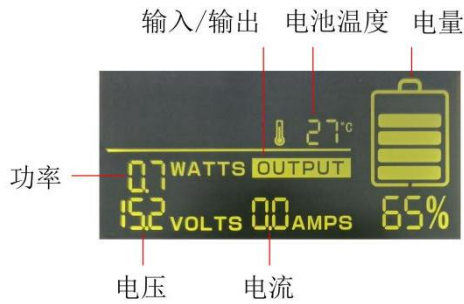 输入/输出 电池温度 电量
27°C
功率
0.7 WATTS OUTPUT
15.2 VOLTS 0.0 AMPS 65%
电压 电流